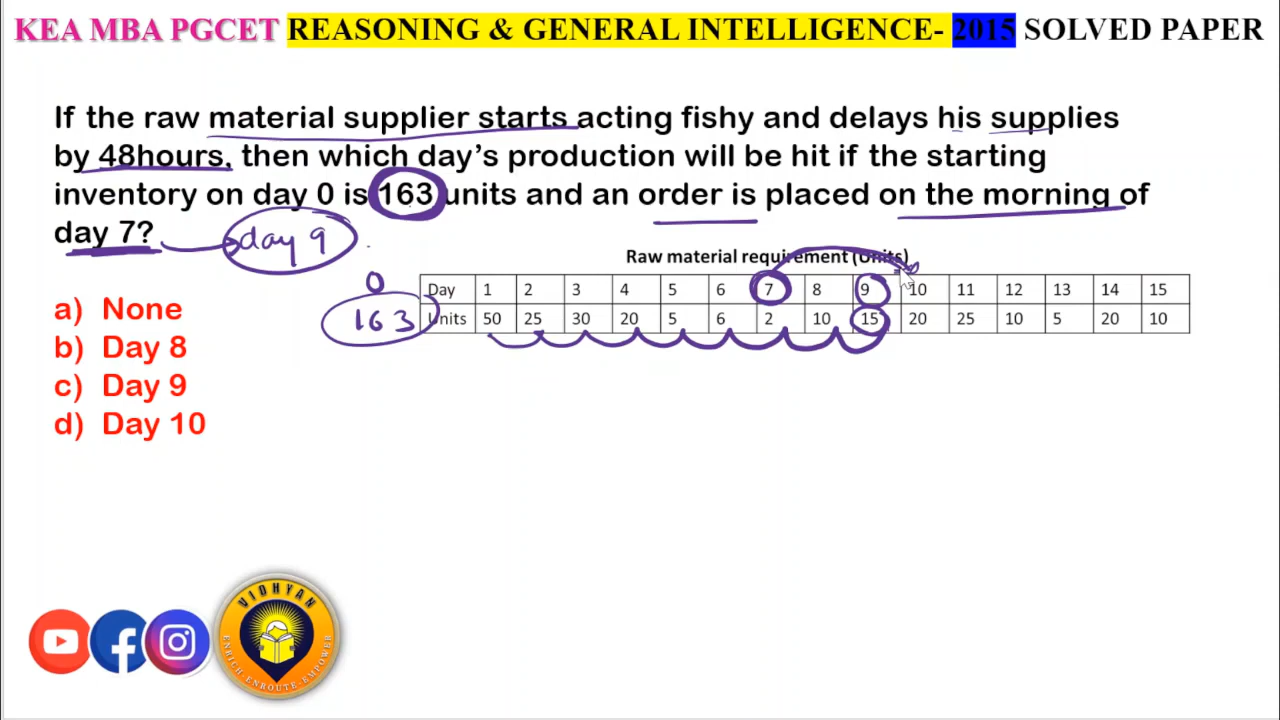 KEA MBA PGCET REASONING & GENERAL INTELLIGENCE- 2015 SOLVED PAPER
If the raw material supplier starts acting fishy and delays his supplies
by 48hours, then which day's production will be hit if the starting
inventory on day 0 is 163 units and an order is placed on the morning of
day 7? day 9
Raw material requirement (Units)
0
Day 1 2 3 4 5 6 7 8 9 10 11 12 13 14 15
163 Units 50 25 30 20 5 6 2 10 15 20 25 10 5 20 10
a) None
b) Day 8
c) Day 9
d) Day 10
VIDHYAN
ENRICH-ENROUTE-EMPOWER